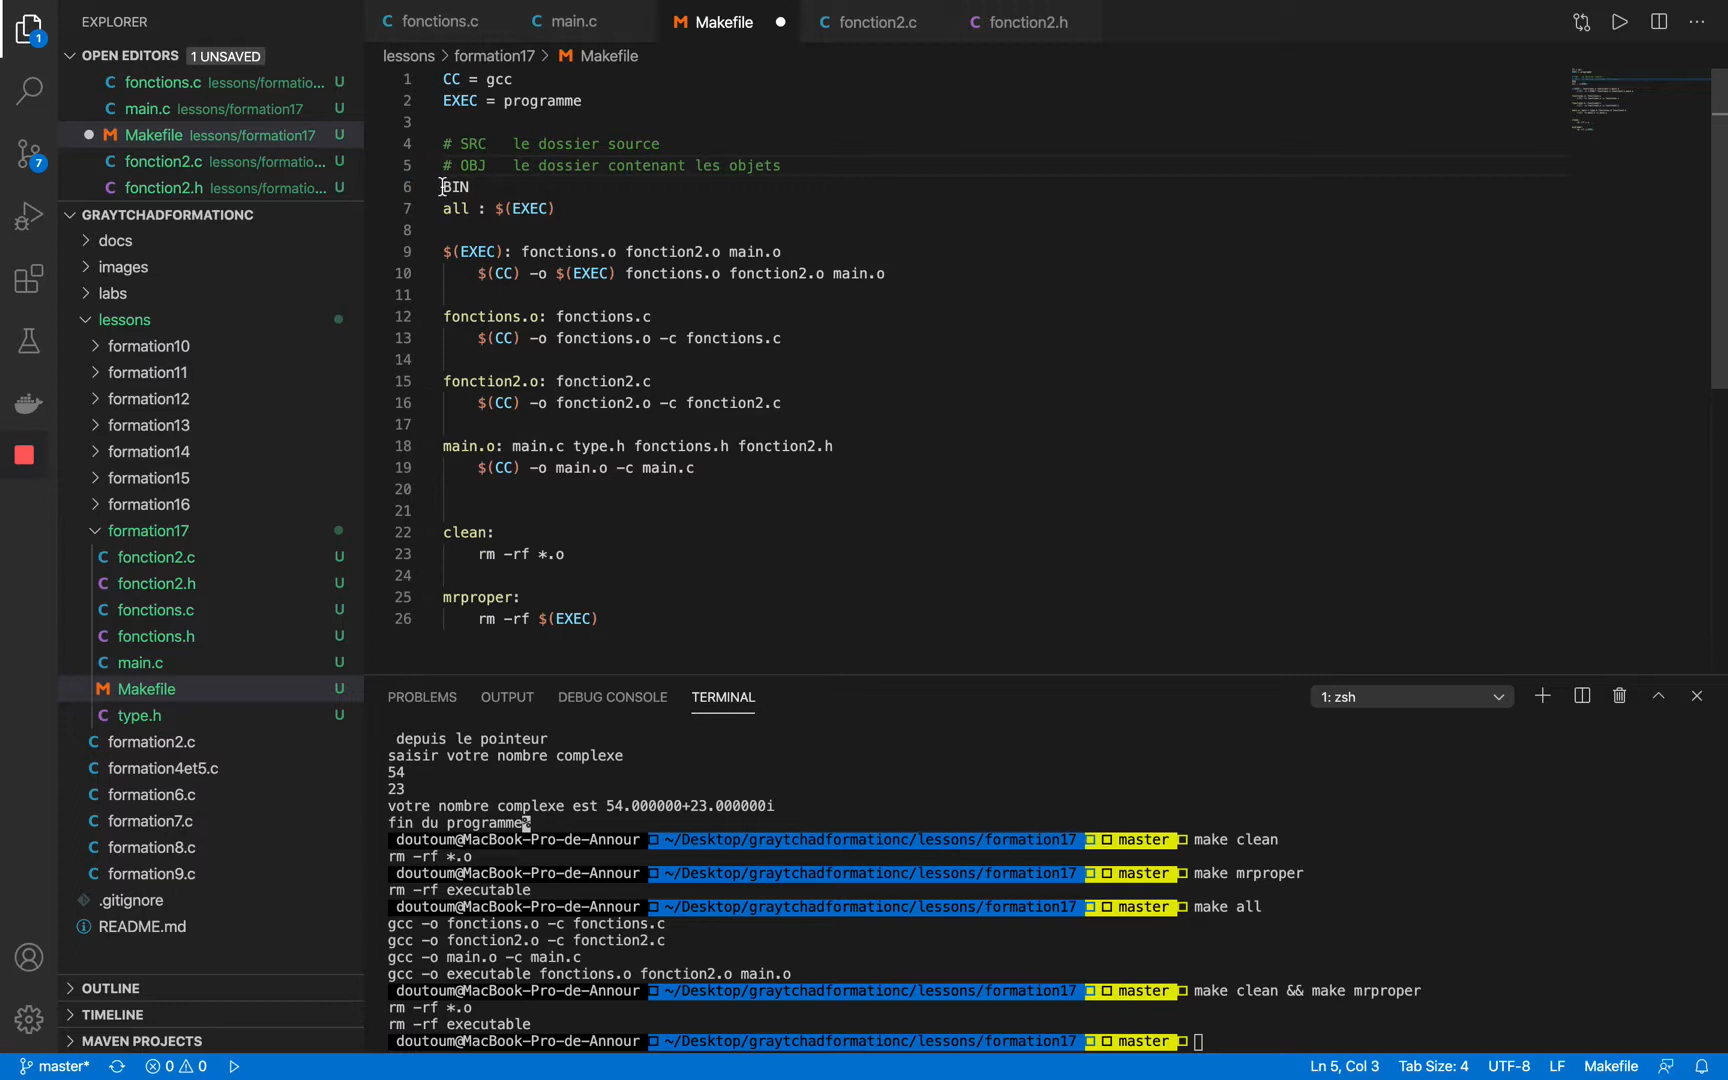 EXPLORER
OPEN EDITORS 1 UNSAVED
fonctions.c lessons/formatio... U
main.c lessons/formation17 U
Makefile lessons/formation17 U
fonction2.c lessons/formatio... U
fonction2.h lessons/formatio... U
GRAYTCHADFORMATIONC
docs
images
labs
lessons
formation10
formation11
formation12
formation13
formation14
formation15
formation16
formation17
fonction2.c U
fonction2.h U
fonctions.c U
fonctions.h U
main.c U
Makefile U
type.h U
formation2.c
formation4et5.c
formation6.c
formation7.c
formation8.c
formation9.c
.gitignore
README.md
OUTLINE
TIMELINE
MAVEN PROJECTS
1
7
fonctions.c main.c Makefile fonction2.c fonction2.h
lessons > formation17 > Makefile
1 CC = gcc
2 EXEC = programme
3
4 # SRC le dossier source
5 # OBJ le dossier contenant les objets
6 BIN
7 all : $(EXEC)
8
9 $(EXEC): fonctions.o fonction2.o main.o
10 $(CC) -o $(EXEC) fonctions.o fonction2.o main.o
11
12 fonctions.o: fonctions.c
13 $(CC) -o fonctions.o -c fonctions.c
14
15 fonction2.o: fonction2.c
16 $(CC) -o fonction2.o -c fonction2.c
17
18 main.o: main.c type.h fonctions.h fonction2.h
19 $(CC) -o main.o -c main.c
20
21
22 clean:
23 rm -rf *.o
24
25 mrproper:
26 rm -rf $(EXEC)
PROBLEMS OUTPUT DEBUG CONSOLE TERMINAL 1: zsh
depuis le pointeur
saisir votre nombre complexe
54
23
votre nombre complexe est 54.000000+23.000000i
fin du programme%
doutoum@MacBook-Pro-de-Annour ~/Desktop/graytchadformationc/lessons/formation17 master make clean
rm -rf *.o
doutoum@MacBook-Pro-de-Annour ~/Desktop/graytchadformationc/lessons/formation17 master make mrproper
rm -rf executable
doutoum@MacBook-Pro-de-Annour ~/Desktop/graytchadformationc/lessons/formation17 master make all
gcc -o fonctions.o -c fonctions.c
gcc -o fonction2.o -c fonction2.c
gcc -o main.o -c main.c
gcc -o executable fonctions.o fonction2.o main.o
doutoum@MacBook-Pro-de-Annour ~/Desktop/graytchadformationc/lessons/formation17 master make clean && make mrproper
rm -rf *.o
rm -rf executable
doutoum@MacBook-Pro-de-Annour ~/Desktop/graytchadformationc/lessons/formation17 master
master* 0 0 Ln 5, Col 3 Tab Size: 4 UTF-8 LF Makefile